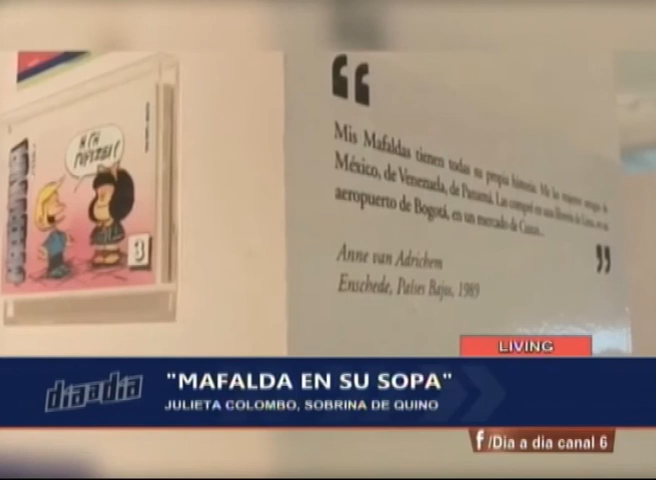 3
“
Mis Mafaldas tienen todas su propia historia. Me las
México, de Venezuela, de Panamá. Las compré en una
aeropuerto de Bogotá, en un mercado de
”
Anne van Adrichem
Enschede, Países Bajos, 1989
LIVING
dia a dia
"MAFALDA EN SU SOPA"
JULIETA COLOMBO, SOBRINA DE QUINO
f/Dia a dia canal 6